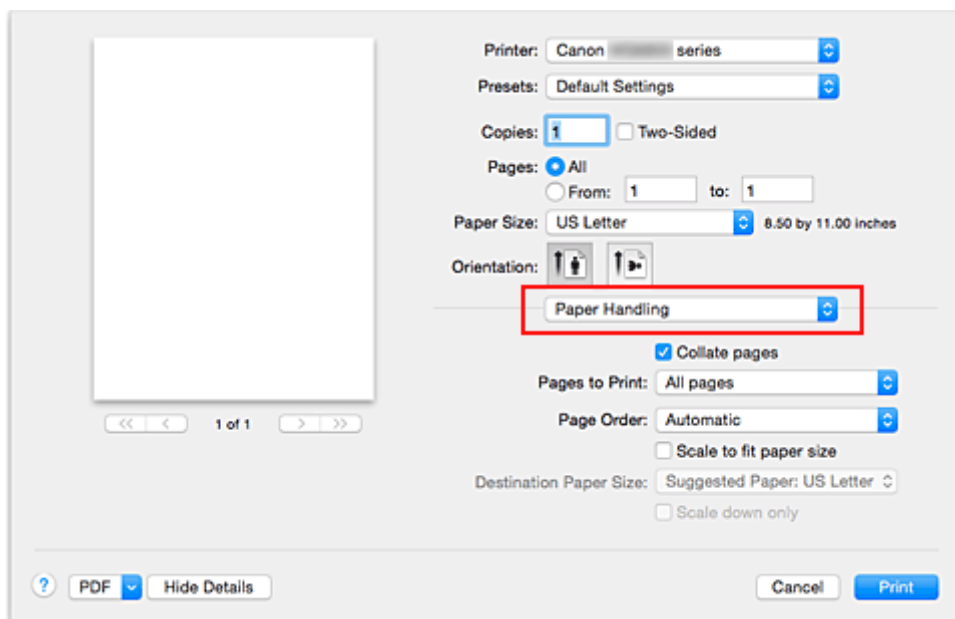 Printer: Canon series
Presets: Default Settings
Copies: 1 Two-Sided
Pages: All
From: 1 to: 1
Paper Size: US Letter 8.50 by 11.00 inches
Orientation:
Paper Handling
Collate pages
Pages to Print: All pages
<< < 1 of 1 > >>
Page Order: Automatic
Scale to fit paper size
Destination Paper Size: Suggested Paper: US Letter
Scale down only
? PDF Hide Details Cancel Print